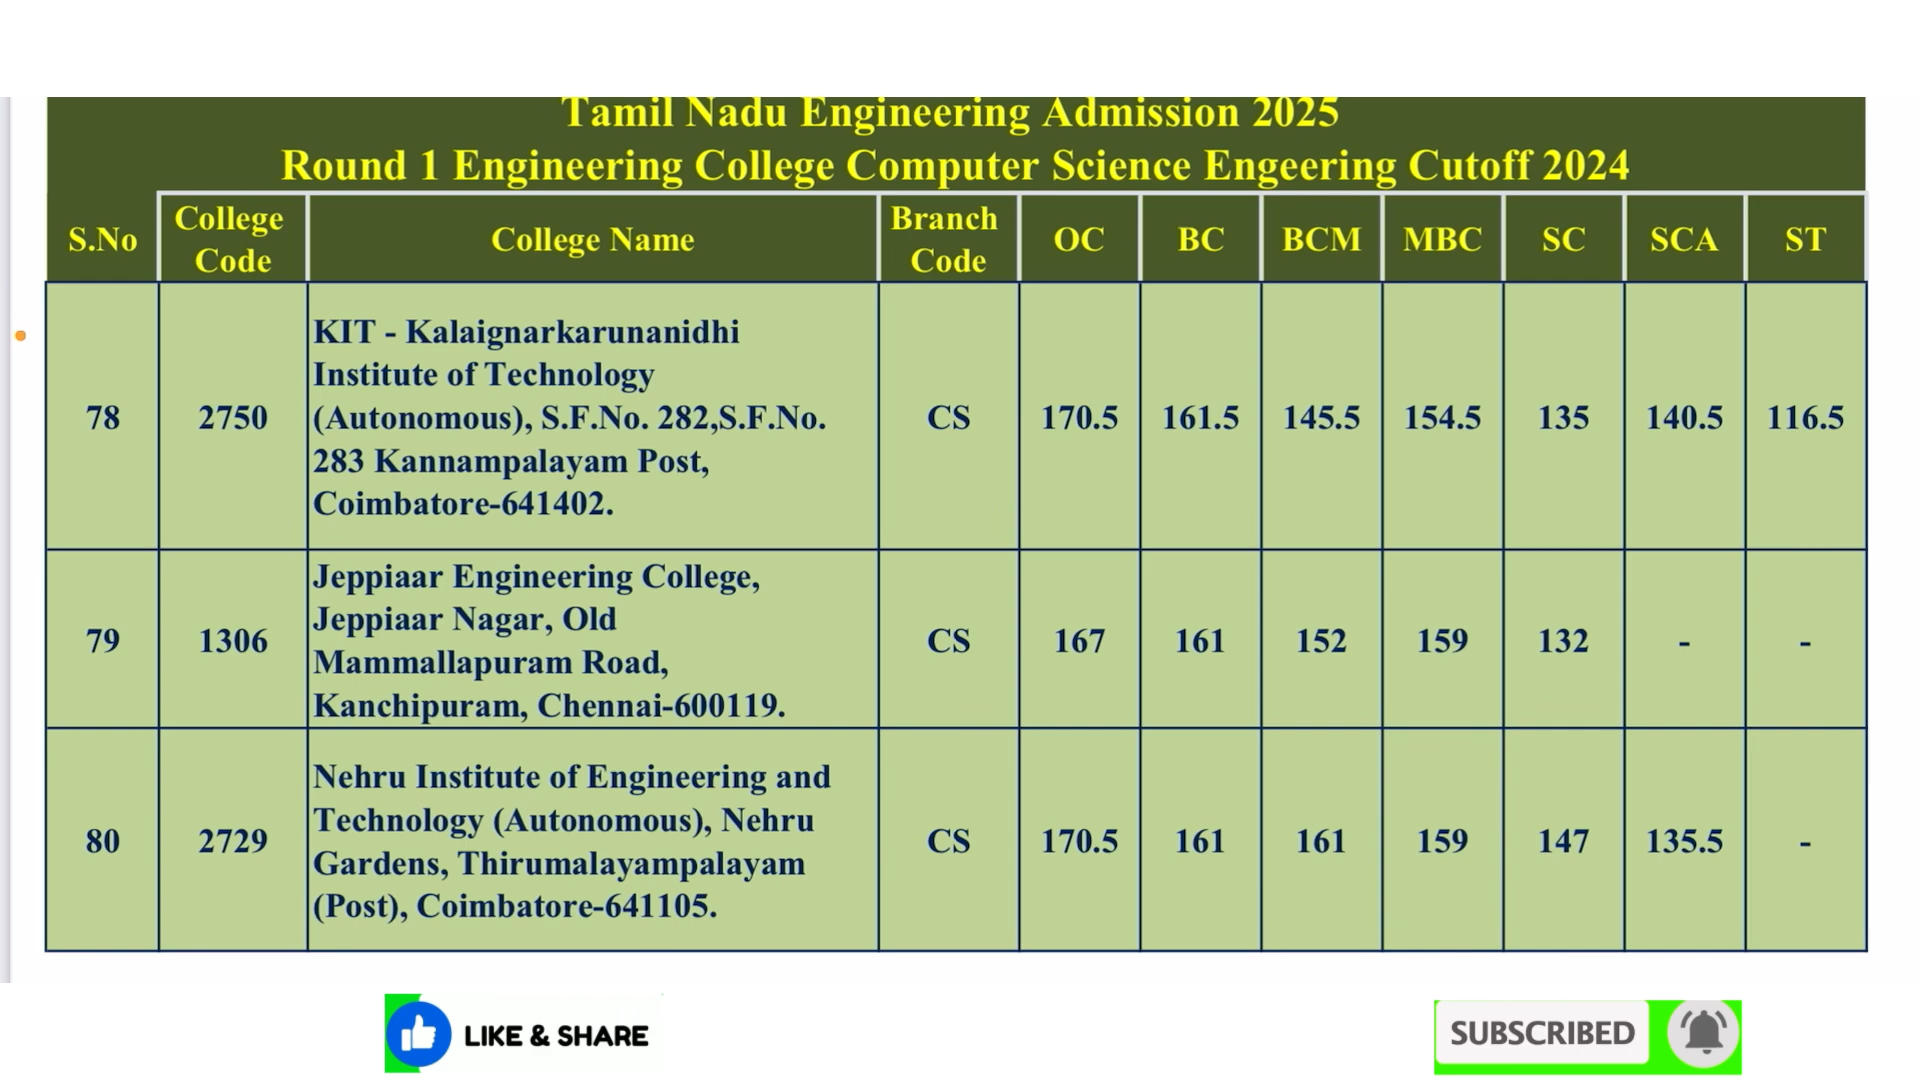 Tamil Nadu Engineering Admission 2025
Round 1 Engineering College Computer Science Engeering Cutoff 2024
S.No College Code College Name Branch Code OC BC BCM MBC SC SCA ST
78 2750 KIT - Kalaignarkarunanidhi
Institute of Technology
(Autonomous), S.F.No. 282,S.F.No.
283 Kannampalayam Post,
Coimbatore-641402.
CS 170.5 161.5 145.5 154.5 135 140.5 116.5
79 1306 Jeppiaar Engineering College,
Jeppiaar Nagar, Old
Mammallapuram Road,
Kanchipuram, Chennai-600119.
CS 167 161 152 159 132 - -
80 2729 Nehru Institute of Engineering and
Technology (Autonomous), Nehru
Gardens, Thirumalayampalayam
(Post), Coimbatore-641105.
CS 170.5 161 161 159 147 135.5 -
LIKE & SHARE
SUBSCRIBED